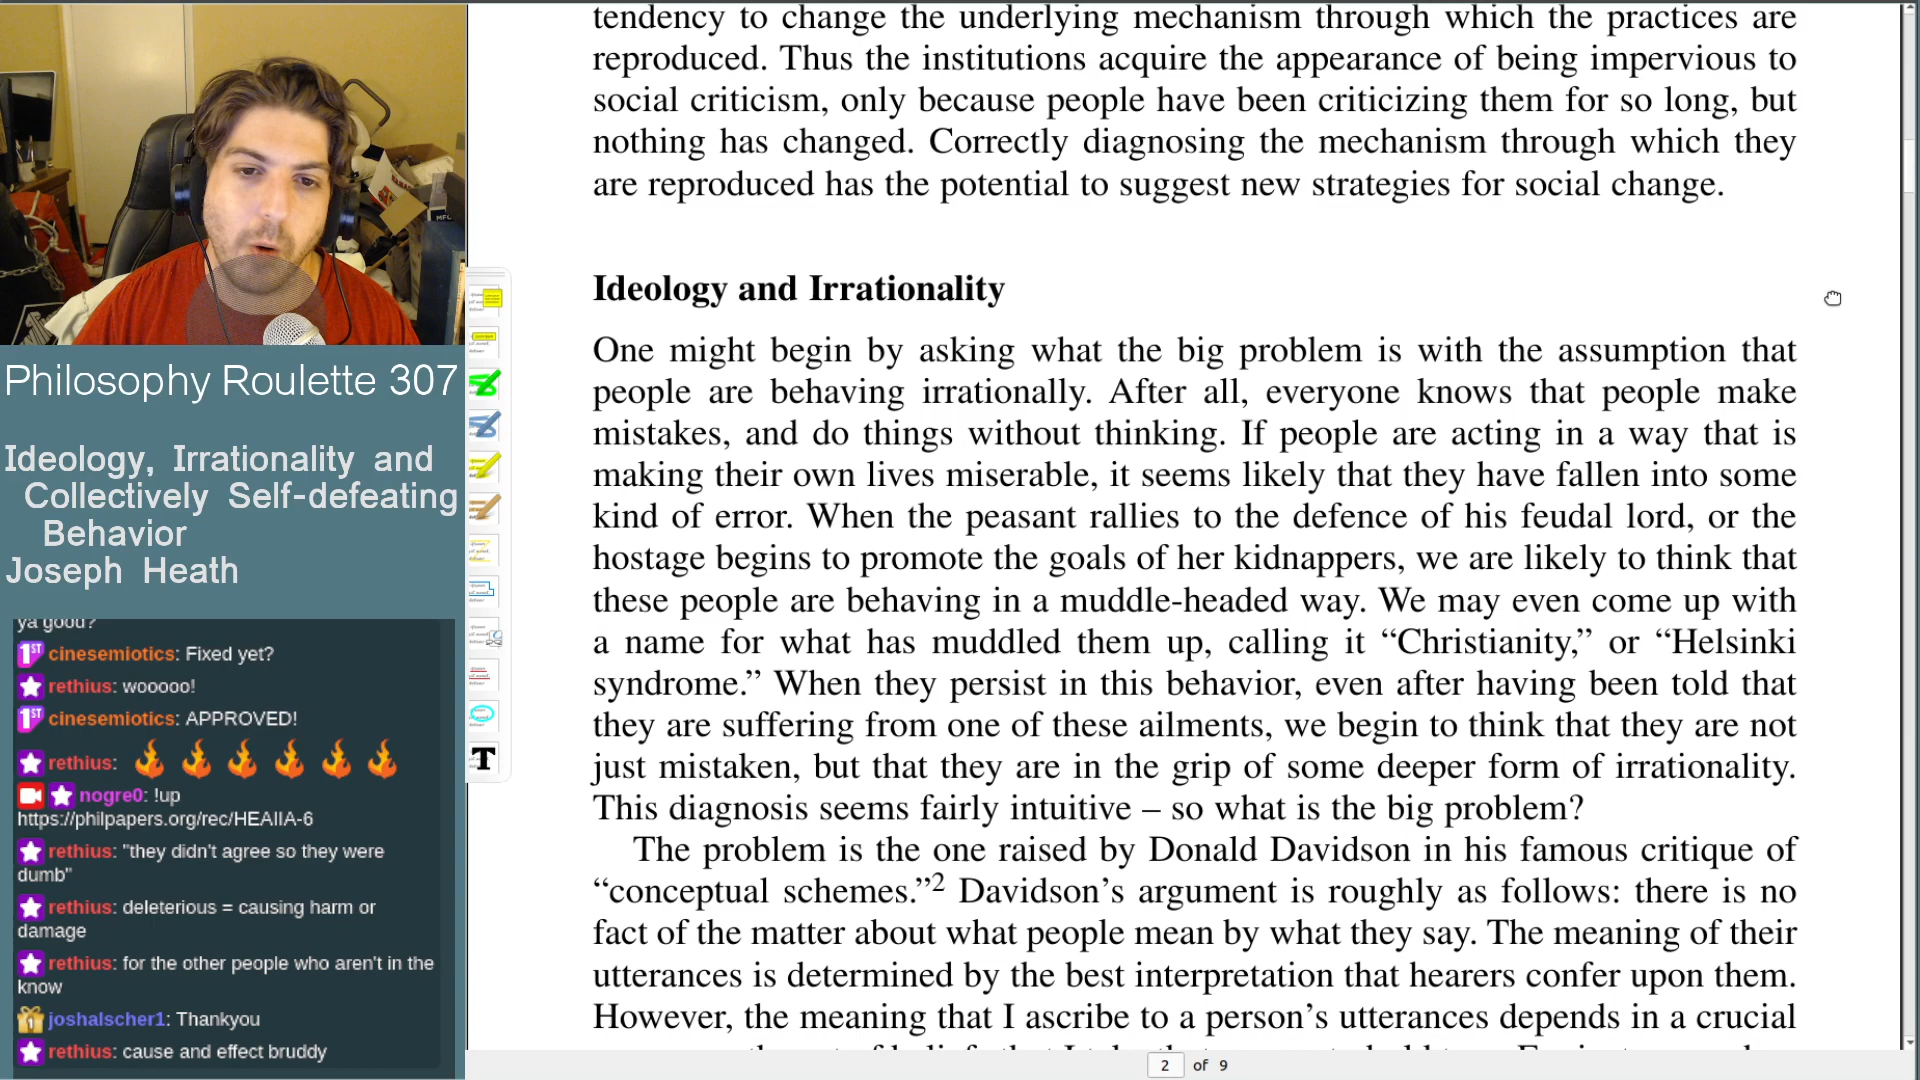 tendency to change the underlying mechanism through which the practices are
reproduced. Thus the institutions acquire the appearance of being impervious to
social criticism, only because people have been criticizing them for so long, but
nothing has changed. Correctly diagnosing the mechanism through which they
are reproduced has the potential to suggest new strategies for social change.
Ideology and Irrationality
One might begin by asking what the big problem is with the assumption that
people are behaving irrationally. After all, everyone knows that people make
mistakes, and do things without thinking. If people are acting in a way that is
making their own lives miserable, it seems likely that they have fallen into some
kind of error. When the peasant rallies to the defence of his feudal lord, or the
hostage begins to promote the goals of her kidnappers, we are likely to think that
these people are behaving in a muddle-headed way. We may even come up with
a name for what has muddled them up, calling it “Christianity,” or “Helsinki
syndrome.” When they persist in this behavior, even after having been told that
they are suffering from one of these ailments, we begin to think that they are not
just mistaken, but that they are in the grip of some deeper form of irrationality.
This diagnosis seems fairly intuitive – so what is the big problem?
The problem is the one raised by Donald Davidson in his famous critique of
“conceptual schemes.”2 Davidson’s argument is roughly as follows: there is no
fact of the matter about what people mean by what they say. The meaning of their
utterances is determined by the best interpretation that hearers confer upon them.
However, the meaning that I ascribe to a person’s utterances depends in a crucial
2 of 9
T
MFL
Philosophy Roulette 307
Ideology, Irrationality and
Collectively Self-defeating
Behavior
Joseph Heath
ya good?
1ST cinesemiotics: Fixed yet?
rethius: wooooo!
1ST cinesemiotics: APPROVED!
rethius:
nogre0: !up
https://philpapers.org/rec/HEAIIA-6
rethius: "they didn't agree so they were
dumb"
rethius: deleterious = causing harm or
damage
rethius: for the other people who aren't in the
know
1 joshalscher1: Thankyou
rethius: cause and effect bruddy